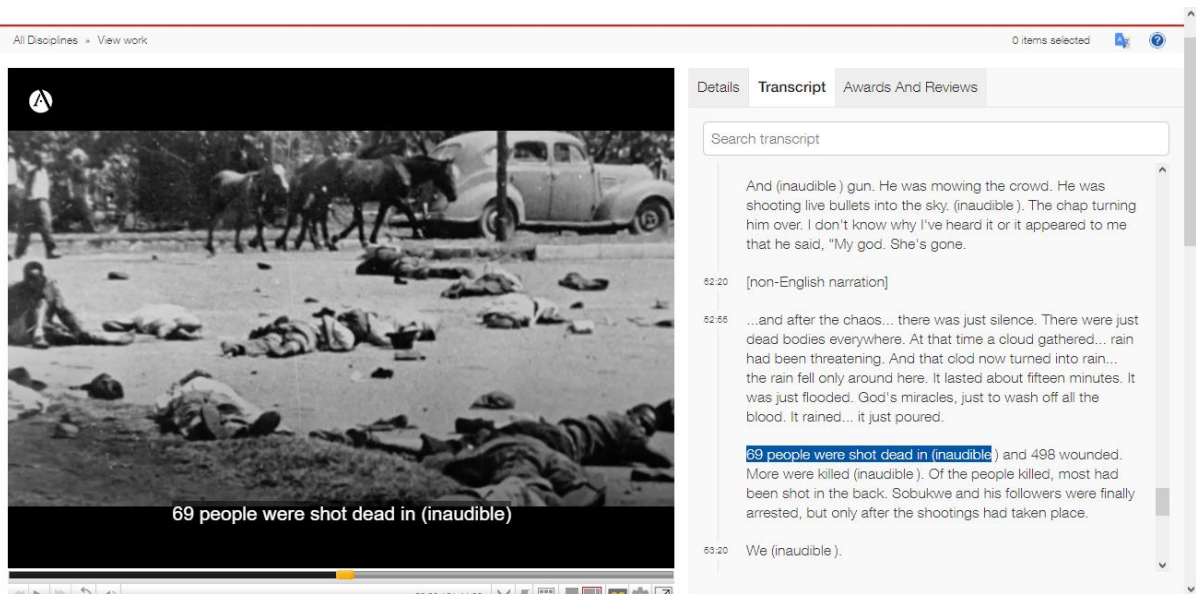 All Disciplines » View work
0 items selected
Details Transcript Awards And Reviews
Search transcript
And (inaudible ) gun. He was mowing the crowd. He was
shooting live bullets into the sky. (inaudible ). The chap turning
him over. I don't know why I've heard it or it appeared to me
that he said, “My god. She's gone.
52:20 [non-English narration]
52:55 ...and after the chaos... there was just silence. There were just
dead bodies everywhere. At that time a cloud gathered... rain
had been threatening. And that clod now turned into rain...
the rain fell only around here. It lasted about fifteen minutes. It
was just flooded. God's miracles, just to wash off all the
blood. It rained... it just poured.
69 people were shot dead in (inaudible ) and 498 wounded.
More were killed (inaudible ). Of the people killed, most had
been shot in the back. Sobukwe and his followers were finally
arrested, but only after the shootings had taken place.
53:20 We (inaudible ).
69 people were shot dead in (inaudible)